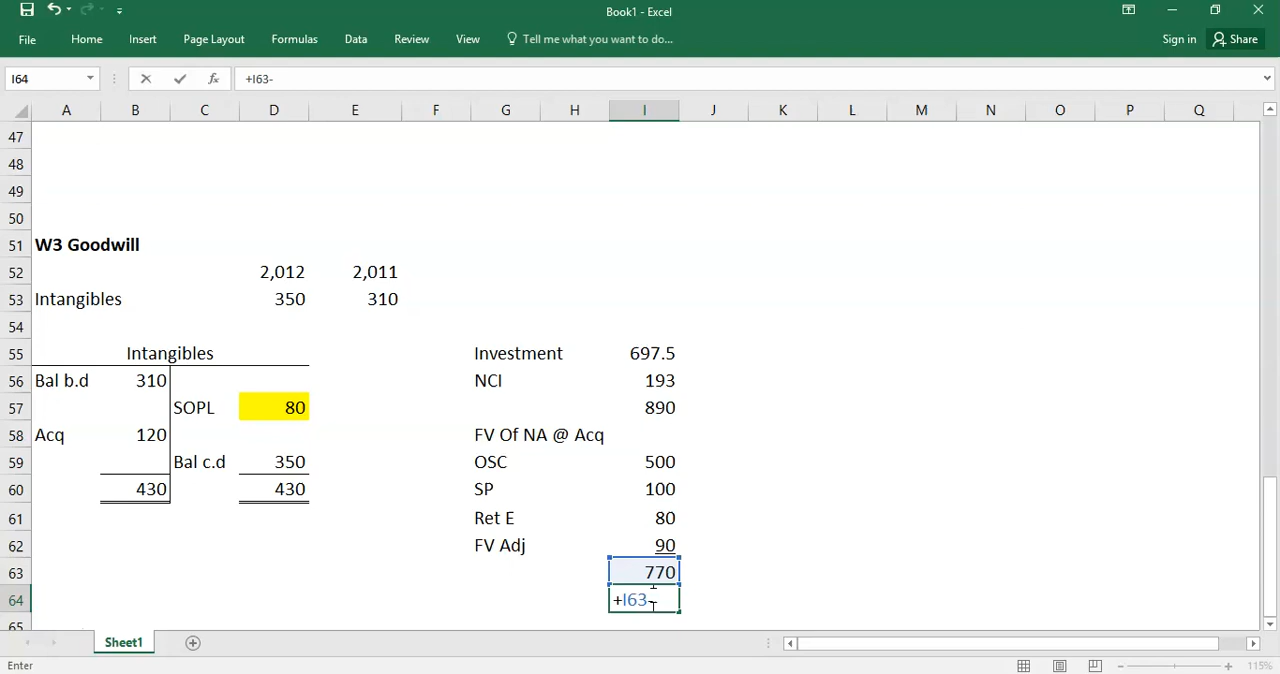 Book1 - Excel
File Home Insert Page Layout Formulas Data Review View Tell me what you want to do... Sign in Share
I64 fx +I63-
A B C D E F G H I J K L M N O P Q
47
48
49
50
51 W3 Goodwill
52 2,012 2,011
53 Intangibles 350 310
54
55 Intangibles Investment 697.5
56 Bal b.d 310 NCI 193
57 SOPL 80 890
58 Acq 120 FV Of NA @ Acq
59 Bal c.d 350 OSC 500
60 430 430 SP 100
61 Ret E 80
62 FV Adj 90
63 770
64 +I63-
65
Sheet1
Enter 115%